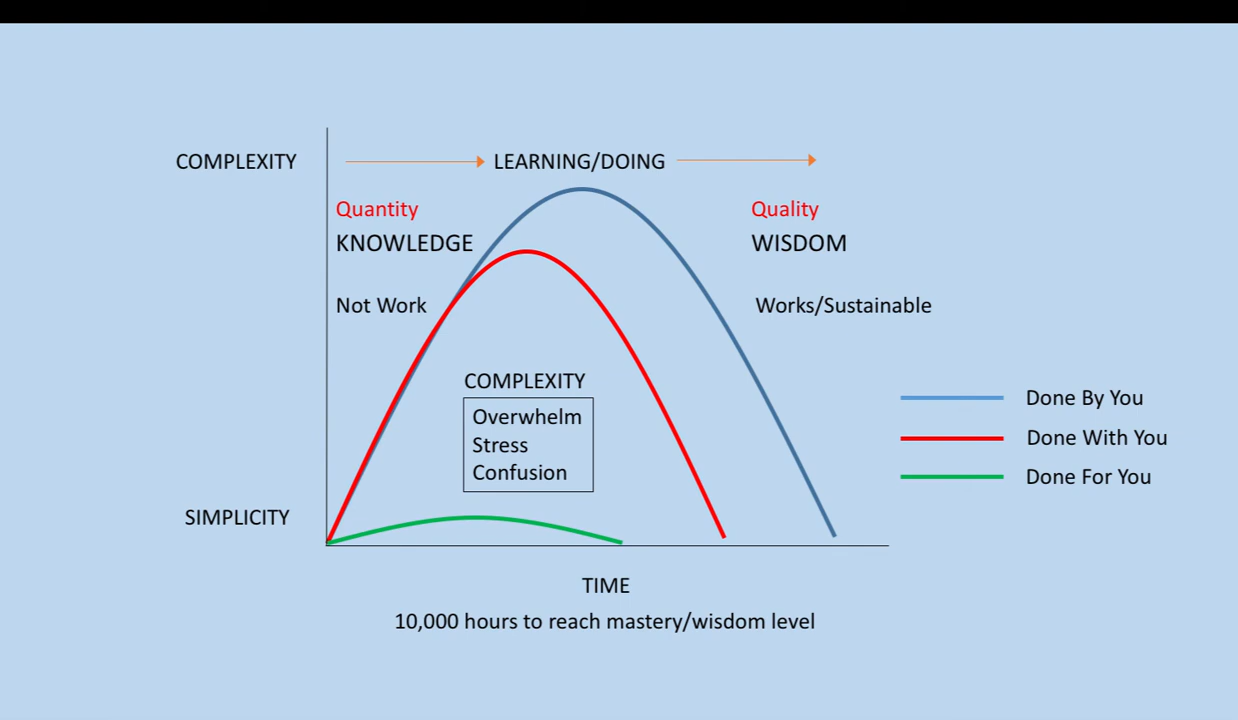 COMPLEXITY
LEARNING/DOING
Quantity
Quality
KNOWLEDGE
WISDOM
Not Work
Works/Sustainable
COMPLEXITY
Overwhelm
Stress
Confusion
Done By You
Done With You
Done For You
SIMPLICITY
TIME
10,000 hours to reach mastery/wisdom level